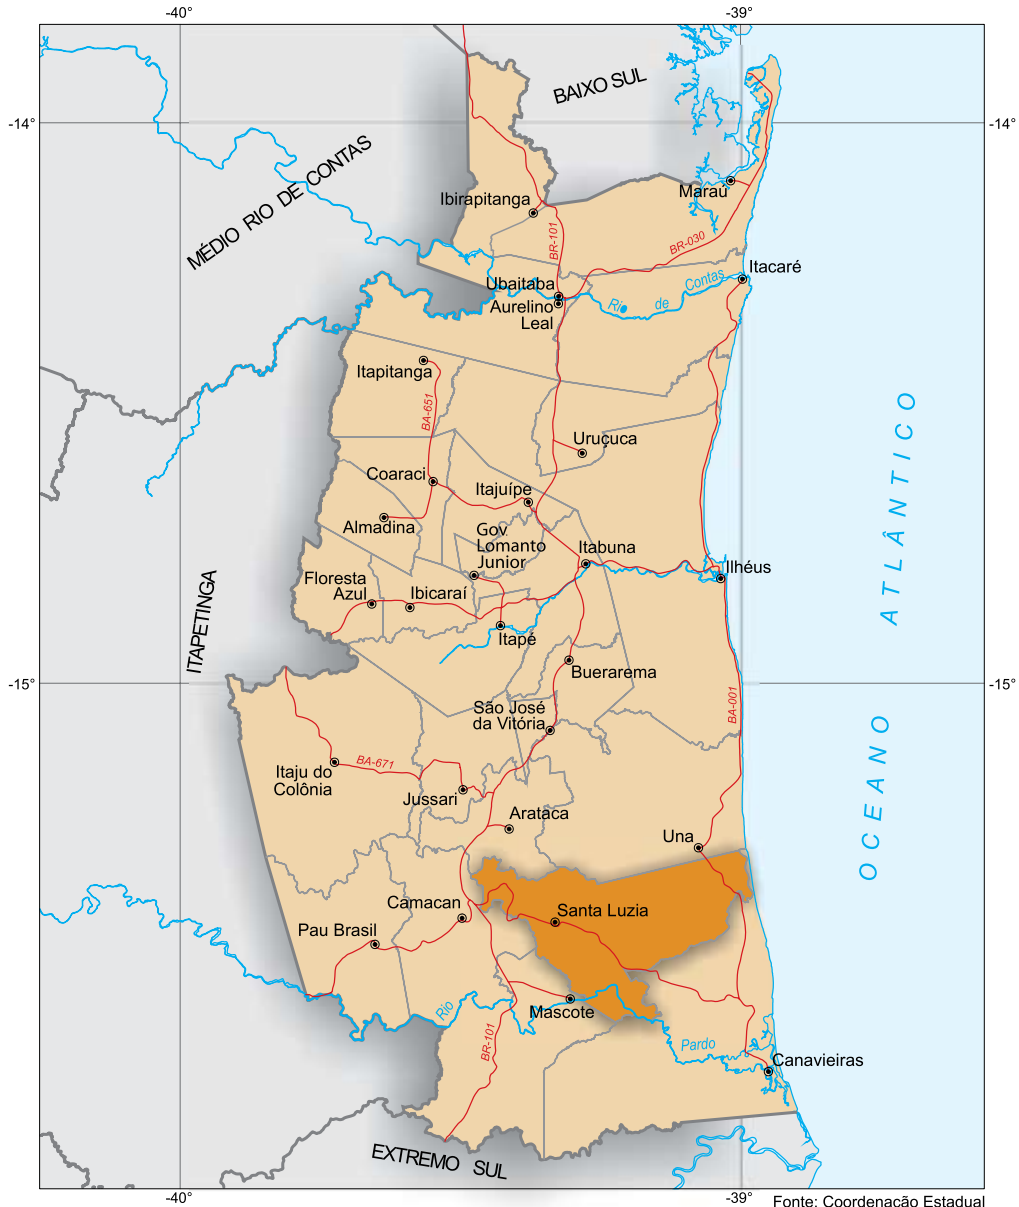 -40°
-39°
BAIXO SUL
-14°
-14°
MÉDIO RIO DE CONTAS
Maraú
Ibirapitanga
BR-101
BR-030
Itacaré
Ubaitaba
Rio de Contas
Aurelino
Leal
Itapitanga
BA-651
ATLÂNTICO
Uruçuca
Coaraci
Itajuípe
Almadina
Gov
Lomanto
Junior
Itabuna
Ilhéus
Floresta
Azul
Ibicaraí
ITAPETINGA
Itapé
Buerarema
-15°
-15°
BA-001
São José
da Vitória
OCEANO
BA-671
Itaju do
Colônia
Jussari
Arataca
Una
Camacan
Santa Luzia
Pau Brasil
Rio
Mascote
BR-101
Pardo
Canavieiras
EXTREMO SUL
-40°
-39°
Fonte: Coordenacão Estadual